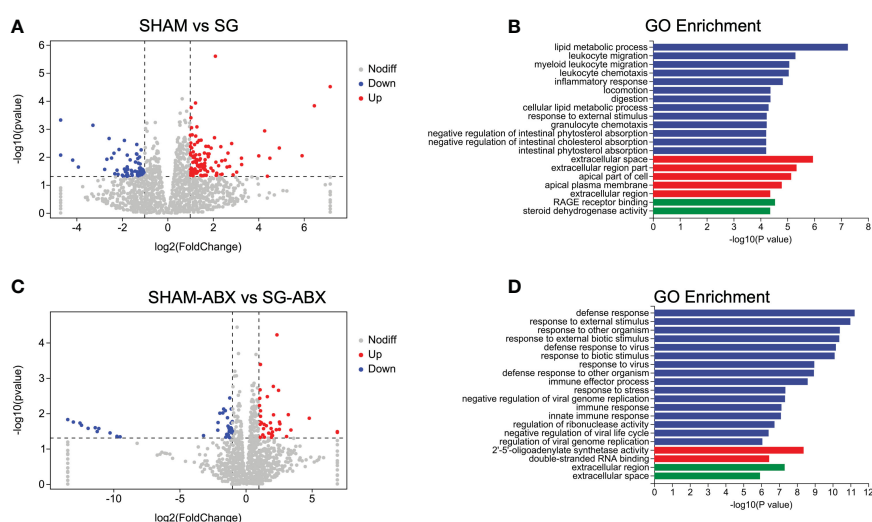 A
SHAM vs SG
-log10(pvalue)
6
5
4
3
2
1
0
-4
-2
0
2
4
6
log2(FoldChange)
Nodiff
Down
Up
B
GO Enrichment
lipid metabolic process
leukocyte migration
myeloid leukocyte migration
leukocyte chemotaxis
inflammatory response
locomotion
digestion
cellular lipid metabolic process
response to external stimulus
granulocyte chemotaxis
negative regulation of intestinal phytosterol absorption
negative regulation of intestinal cholesterol absorption
intestinal phytosterol absorption
extracellular space
extracellular region part
apical part of cell
apical plasma membrane
extracellular region
RAGE receptor binding
steroid dehydrogenase activity
0 1 2 3 4 5 6 7 8
-log10(P value)
C
SHAM-ABX vs SG-ABX
-log10(pvalue)
4
3
2
1
0
-10
-5
0
5
log2(FoldChange)
Nodiff
Up
Down
D
GO Enrichment
defense response
response to external stimulus
response to other organism
response to external biotic stimulus
defense response to virus
response to biotic stimulus
response to virus
defense response to other organism
immune effector process
response to stress
negative regulation of viral genome replication
immune response
innate immune response
regulation of ribonuclease activity
negative regulation of viral life cycle
regulation of viral genome replication
2'-5'-oligoadenylate synthetase activity
double-stranded RNA binding
extracellular region
extracellular space
0 1 2 3 4 5 6 7 8 9 10 11 12
-log10(P value)